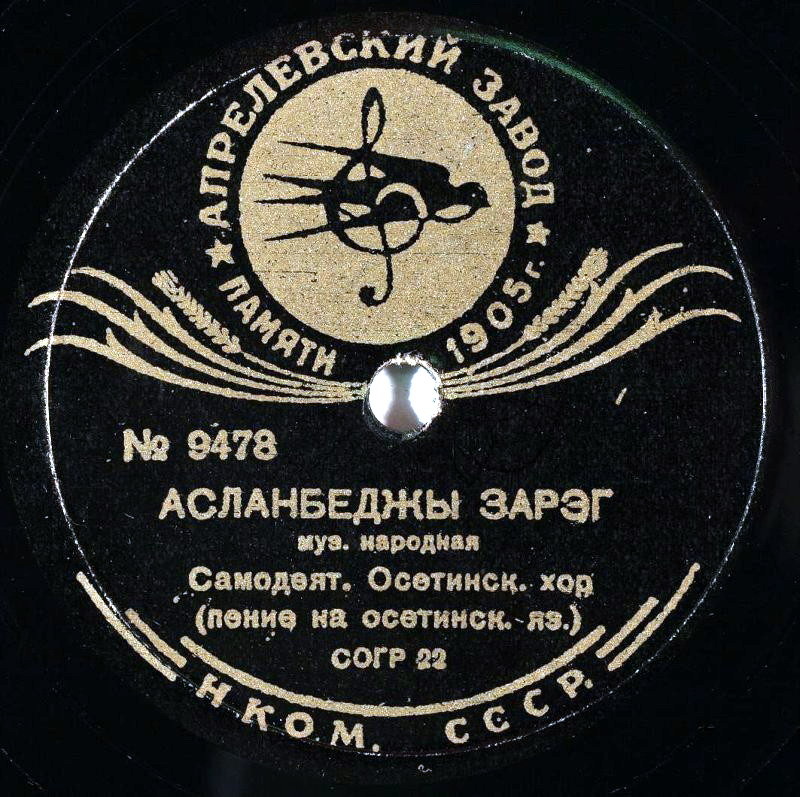 АПРЕЛЕВСКИЙ ЗАВОД
ПАМЯТИ 1905 г.
№ 9478
АСЛАНБЕДЖЫ ЗАРЭГ
муз. народная
Самодеят. Осетинск. хор
(пение на осетинск. яз.)
СОГР 22
НКОМ. СССР.